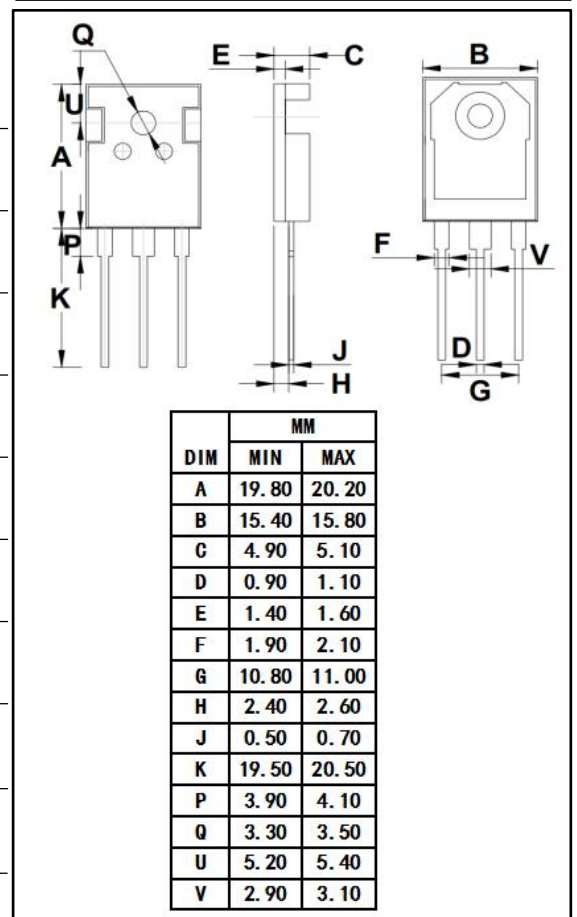 Q
E C B
U
A
P
K
F V
J
H
D
G
MM
DIM MIN MAX
A 19.80 20.20
B 15.40 15.80
C 4.90 5.10
D 0.90 1.10
E 1.40 1.60
F 1.90 2.10
G 10.80 11.00
H 2.40 2.60
J 0.50 0.70
K 19.50 20.50
P 3.90 4.10
Q 3.30 3.50
U 5.20 5.40
V 2.90 3.10